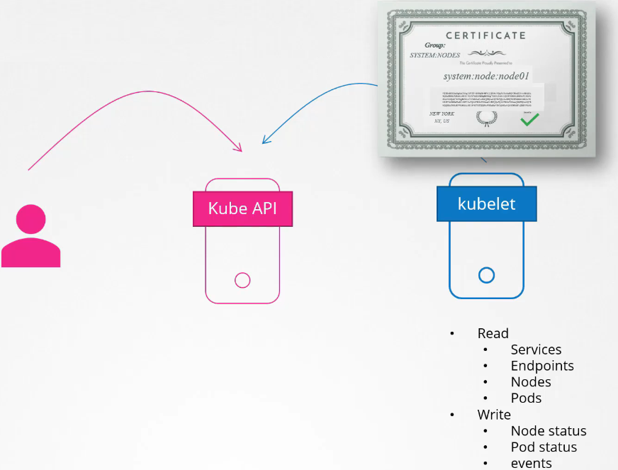 CERTIFICATE
Group:
SYSTEM:NODES
The Certificate Proudly Presented to
system:node:node01
NEW YORK
NY, US
Kube API
kubelet
• Read
• Services
• Endpoints
• Nodes
• Pods
• Write
• Node status
• Pod status
• events